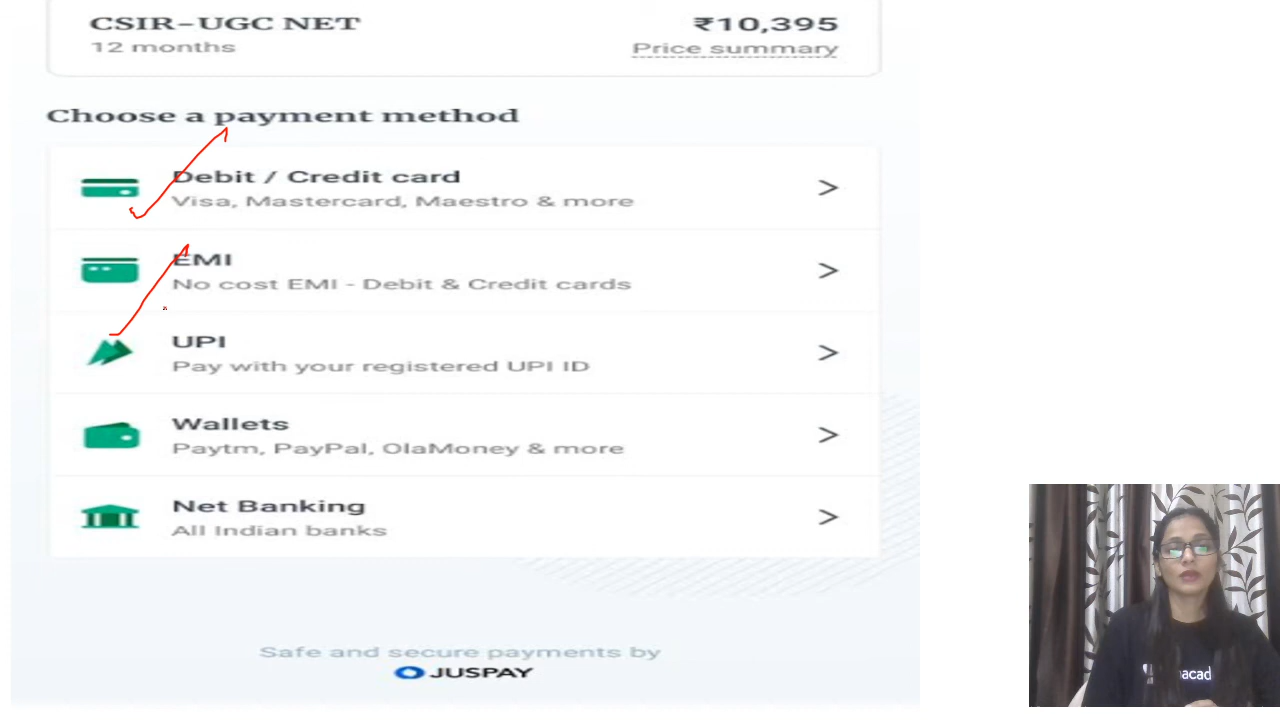 CSIR-UGC NET
₹10,395
12 months
Price summary
Choose a payment method
Debit / Credit card
Visa, Mastercard, Maestro & more
>
EMI
No cost EMI - Debit & Credit cards
>
UPI
Pay with your registered UPI ID
>
Wallets
Paytm, PayPal, OlaMoney & more
>
Net Banking
All Indian banks
>
Safe and secure payments by
JUSPAY